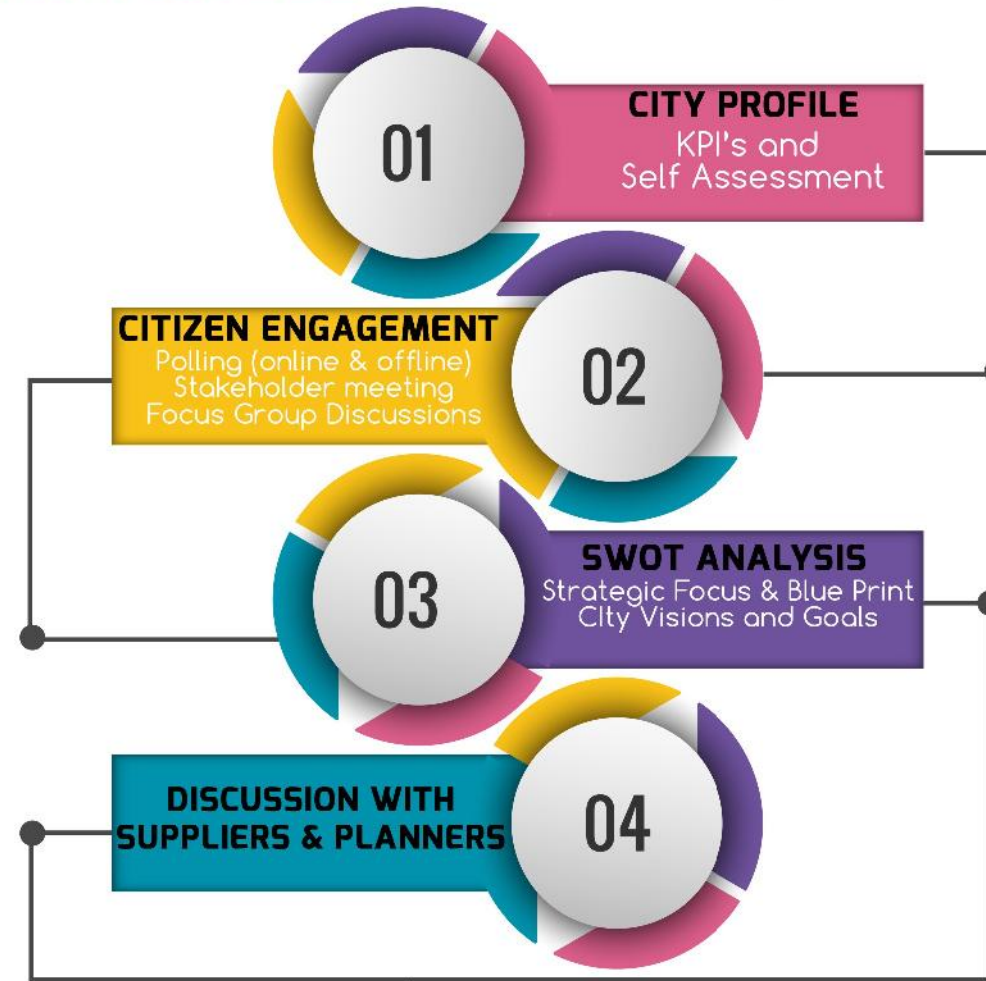 01
CITY PROFILE
KPI's and
Self Assessment
CITIZEN ENGAGEMENT
Polling (online & offline)
Stakeholder meeting
Focus Group Discussions
02
03
SWOT ANALYSIS
Strategic Focus & Blue Print
CIty Visions and Goals
DISCUSSION WITH
SUPPLIERS & PLANNERS
04